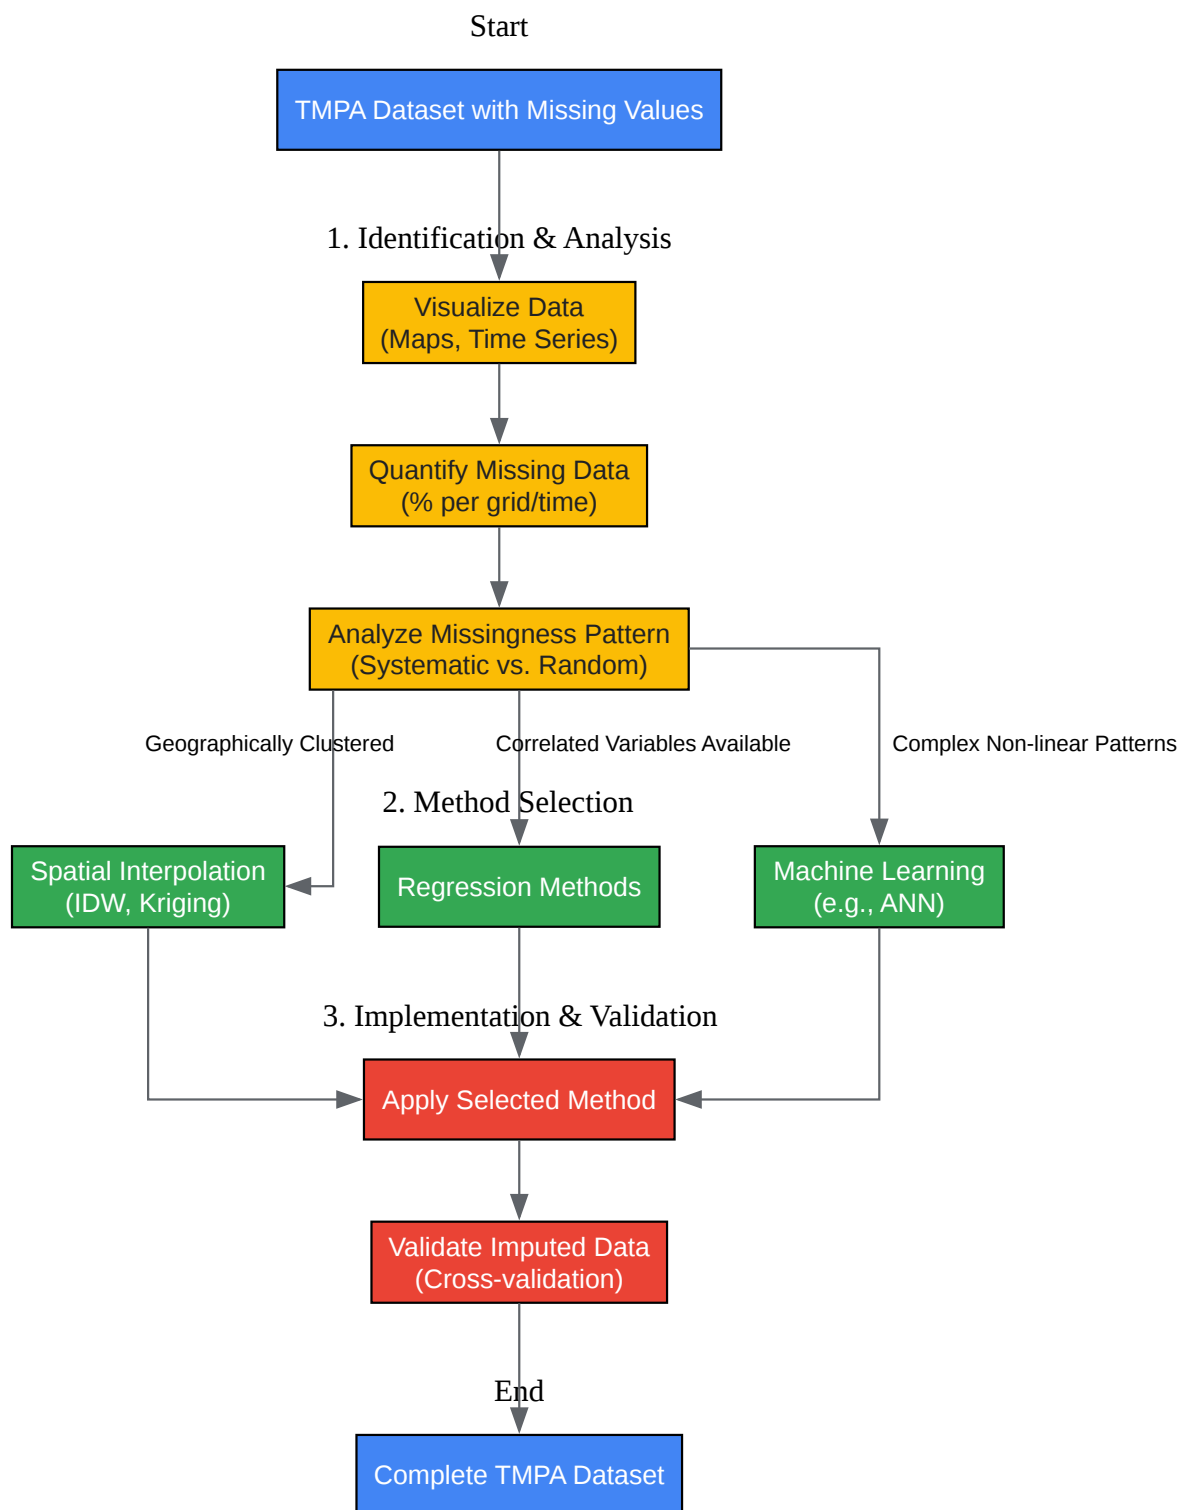 Start
TMPA Dataset with Missing Values
1. Identification & Analysis
Visualize Data
(Maps, Time Series)
Quantify Missing Data
(% per grid/time)
Analyze Missingness Pattern
(Systematic vs. Random)
Geographically Clustered
Correlated Variables Available
Complex Non-linear Patterns
2. Method Selection
Spatial Interpolation
(IDW, Kriging)
Regression Methods
Machine Learning
(e.g., ANN)
3. Implementation & Validation
Apply Selected Method
Validate Imputed Data
(Cross-validation)
End
Complete TMPA Dataset